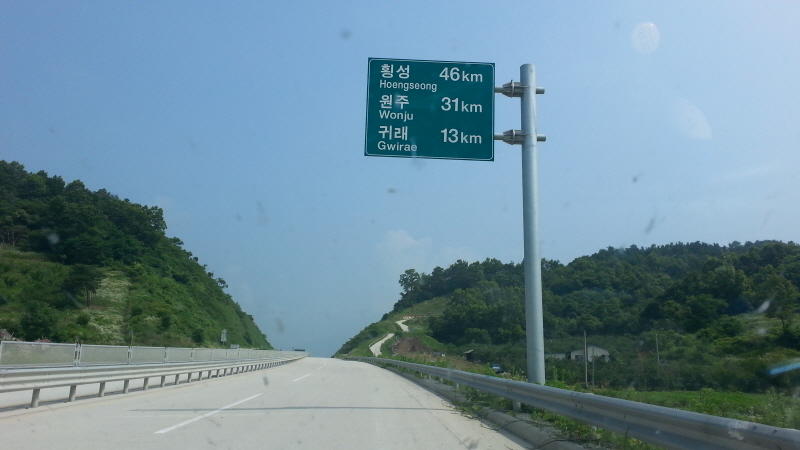 횡성 46km
Hoengseong
원주 31km
Wonju
귀래 13km
Gwirae